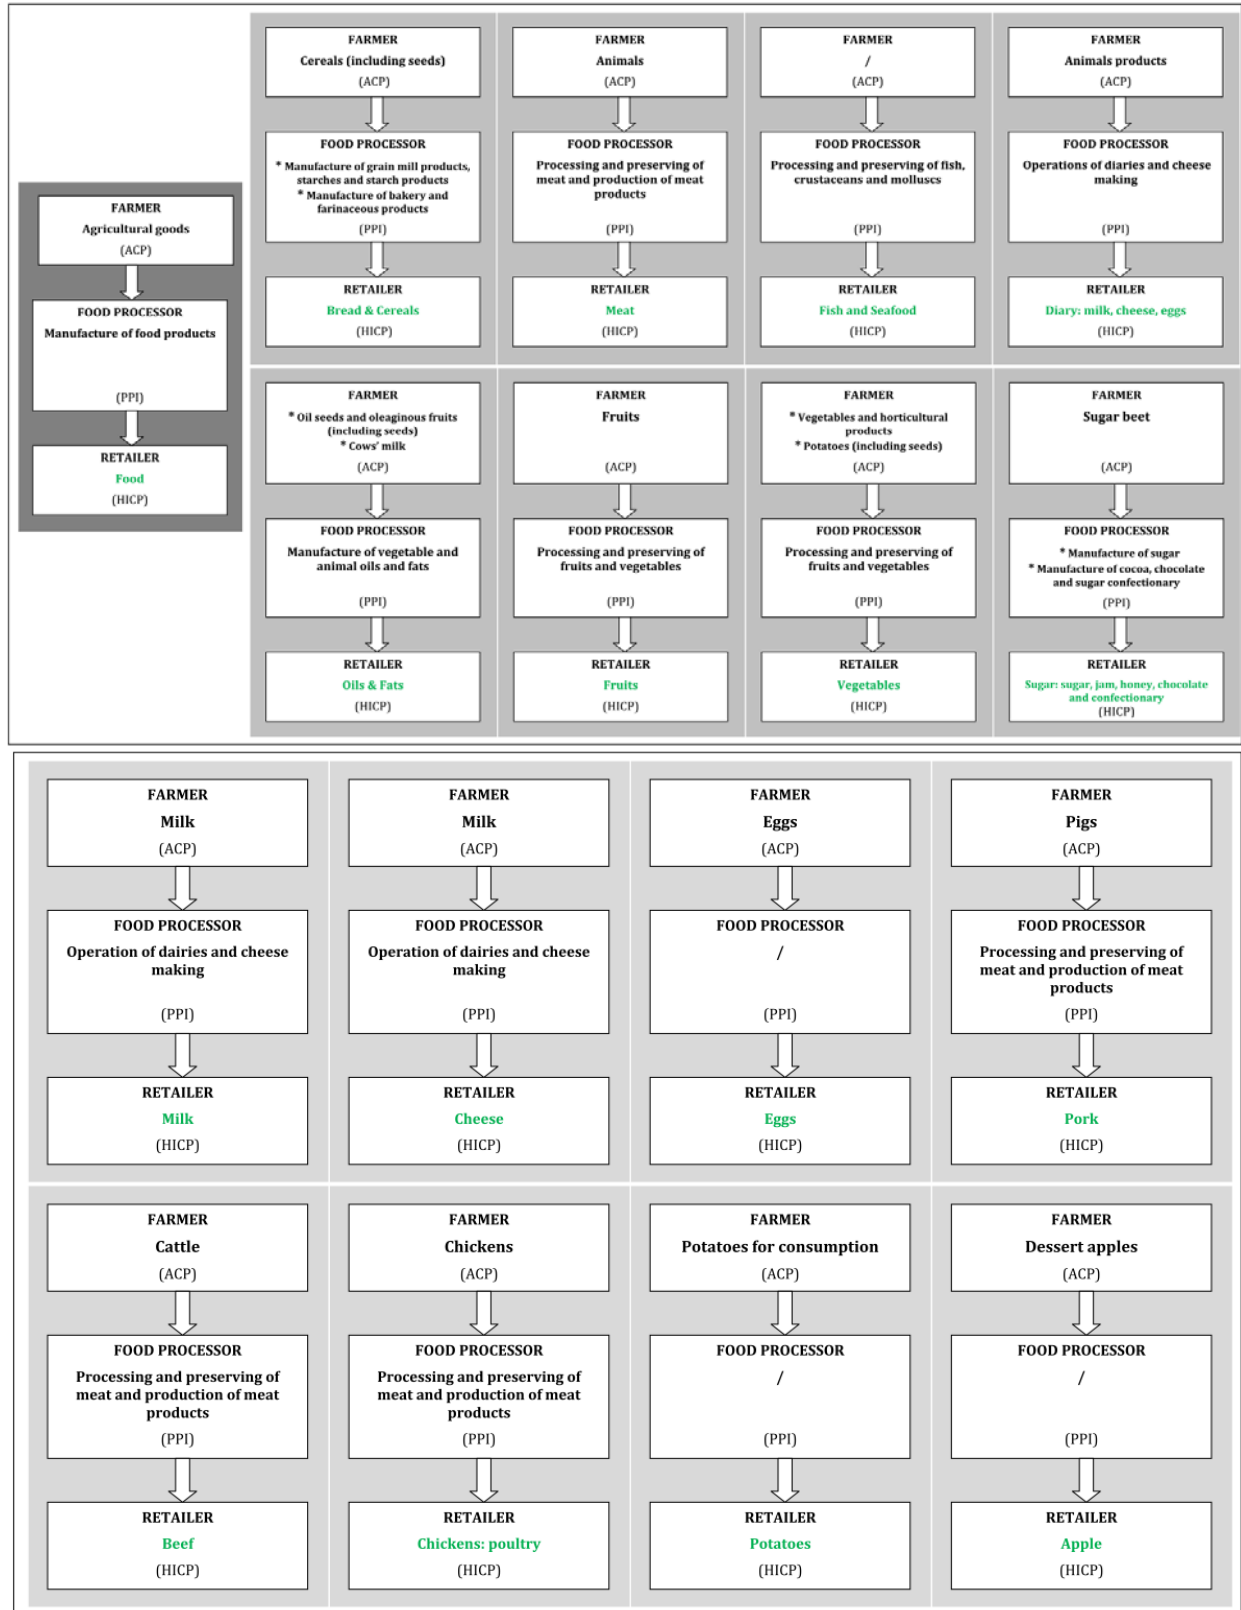 FARMER
Agricultural goods
(ACP)
FOOD PROCESSOR
Manufacture of food products
(PPI)
RETAILER
Food
(HICP)
FARMER
Cereals (including seeds)
(ACP)
FOOD PROCESSOR
* Manufacture of grain mill products,
starches and starch products
* Manufacture of bakery and
farinaceous products
(PPI)
RETAILER
Bread & Cereals
(HICP)
FARMER
Animals
(ACP)
FOOD PROCESSOR
Processing and preserving of
meat and production of meat
products
(PPI)
RETAILER
Meat
(HICP)
FARMER
/
(ACP)
FOOD PROCESSOR
Processing and preserving of fish,
crustaceans and molluscs
(PPI)
RETAILER
Fish and Seafood
(HICP)
FARMER
Animals products
(ACP)
FOOD PROCESSOR
Operations of diaries and cheese
making
(PPI)
RETAILER
Diary: milk, cheese, eggs
(HICP)
FARMER
* Oil seeds and oleaginous fruits
(including seeds)
* Cows' milk
(ACP)
FOOD PROCESSOR
Manufacture of vegetable and
animal oils and fats
(PPI)
RETAILER
Oils & Fats
(HICP)
FARMER
Fruits
(ACP)
FOOD PROCESSOR
Processing and preserving of
fruits and vegetables
(PPI)
RETAILER
Fruits
(HICP)
FARMER
* Vegetables and horticultural
products
* Potatoes (including seeds)
(ACP)
FOOD PROCESSOR
Processing and preserving of
fruits and vegetables
(PPI)
RETAILER
Vegetables
(HICP)
FARMER
Sugar beet
(ACP)
FOOD PROCESSOR
* Manufacture of sugar
* Manufacture of cocoa, chocolate
and sugar confectionary
(PPI)
RETAILER
Sugar: sugar, jam, honey, chocolate
and confectionary
(HICP)
FARMER
Milk
(ACP)
FOOD PROCESSOR
Operation of dairies and cheese
making
(PPI)
RETAILER
Milk
(HICP)
FARMER
Milk
(ACP)
FOOD PROCESSOR
Operation of dairies and cheese
making
(PPI)
RETAILER
Cheese
(HICP)
FARMER
Eggs
(ACP)
FOOD PROCESSOR
/
(PPI)
RETAILER
Eggs
(HICP)
FARMER
Pigs
(ACP)
FOOD PROCESSOR
Processing and preserving of
meat and production of meat
products
(PPI)
RETAILER
Pork
(HICP)
FARMER
Cattle
(ACP)
FOOD PROCESSOR
Processing and preserving of
meat and production of meat
products
(PPI)
RETAILER
Beef
(HICP)
FARMER
Chickens
(ACP)
FOOD PROCESSOR
Processing and preserving of
meat and production of meat
products
(PPI)
RETAILER
Chickens: poultry
(HICP)
FARMER
Potatoes for consumption
(ACP)
FOOD PROCESSOR
/
(PPI)
RETAILER
Potatoes
(HICP)
FARMER
Dessert apples
(ACP)
FOOD PROCESSOR
/
(PPI)
RETAILER
Apple
(HICP)